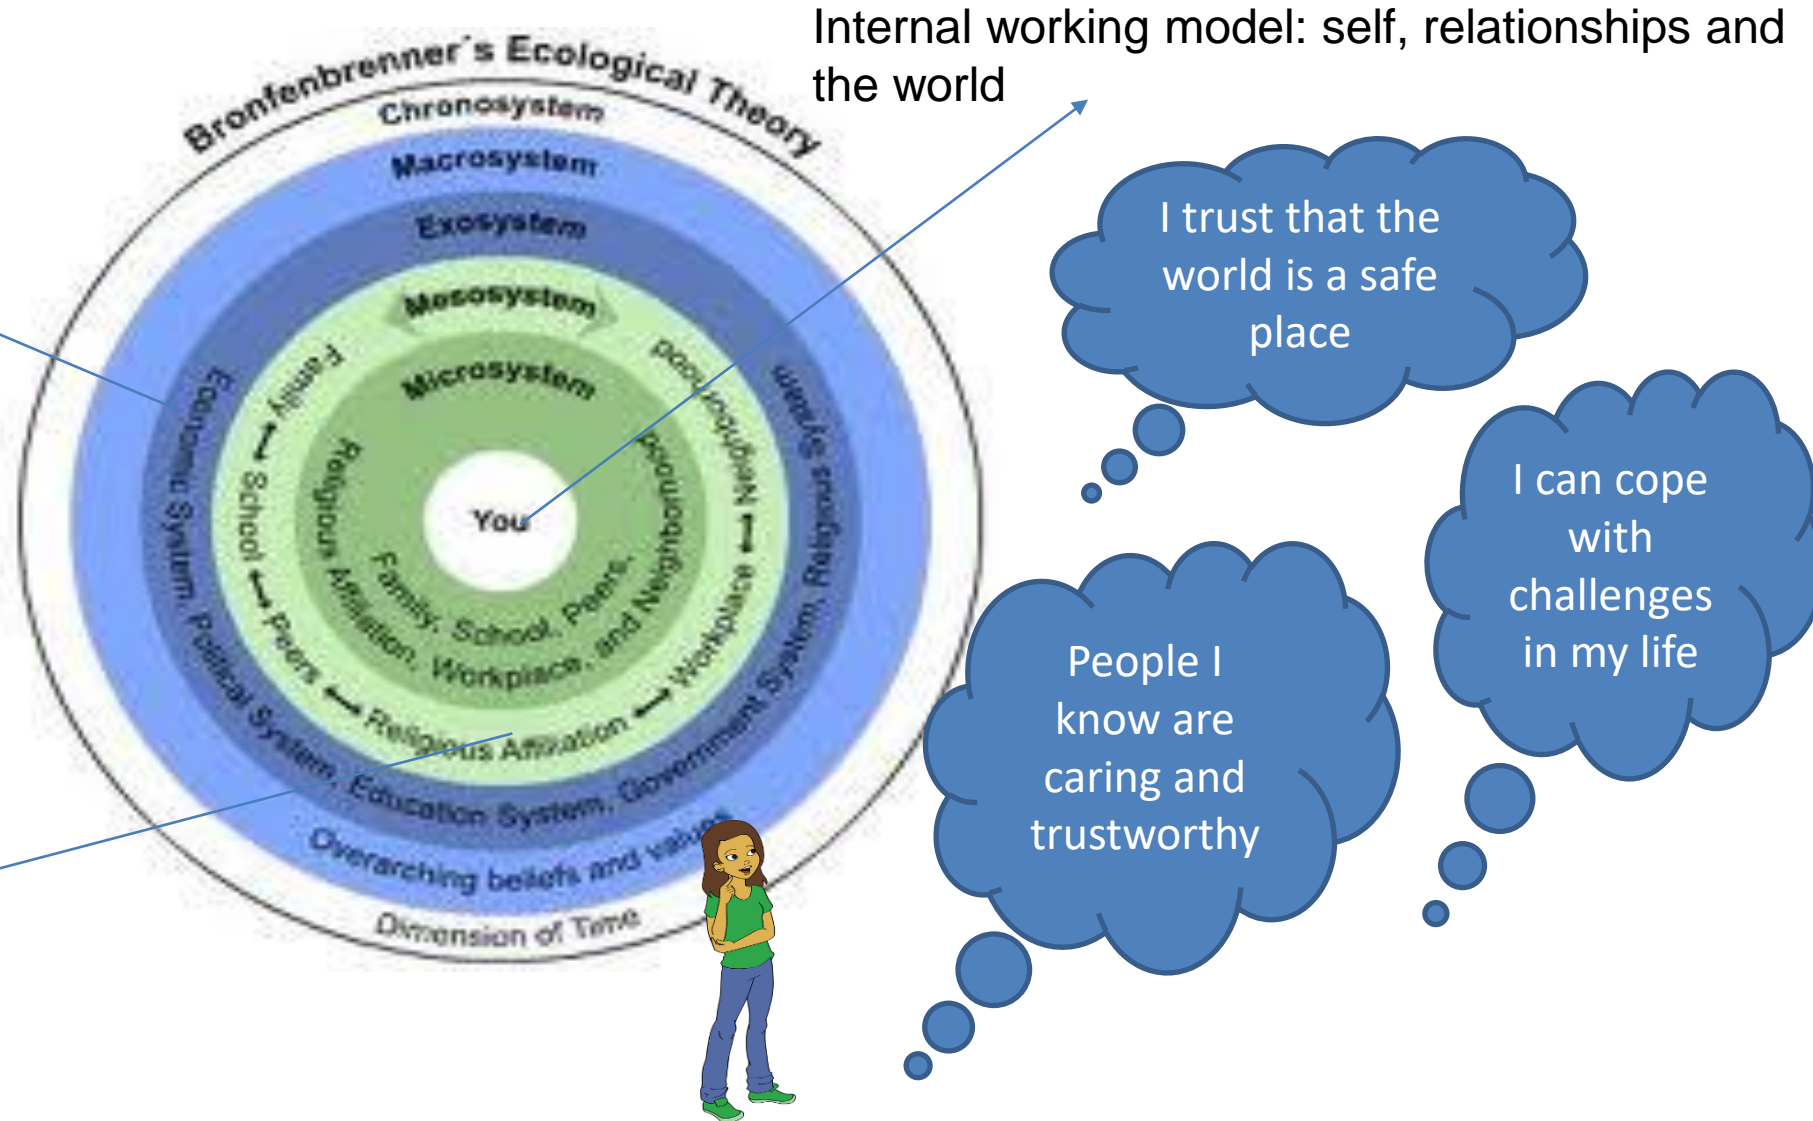 Internal working model: self, relationships and
the world
Bronfenbrenner´s Ecological Theory
Chronosystem
Macrosystem
Exosystem
Mesosystem
Microsystem
You
Family, School, Peers,
Religious Affiliation, Workplace, and Neighborhood
Family ⟷ School ⟷ Peers ⟷ Religious Affiliation ⟷ Workplace ⟷ Neighborhood
Economic System, Political System, Education System, Government System, Religious System
Overarching beliefs and values
Dimension of Time
I trust that the
world is a safe
place
I can cope
with
challenges
in my life
People I
know are
caring and
trustworthy